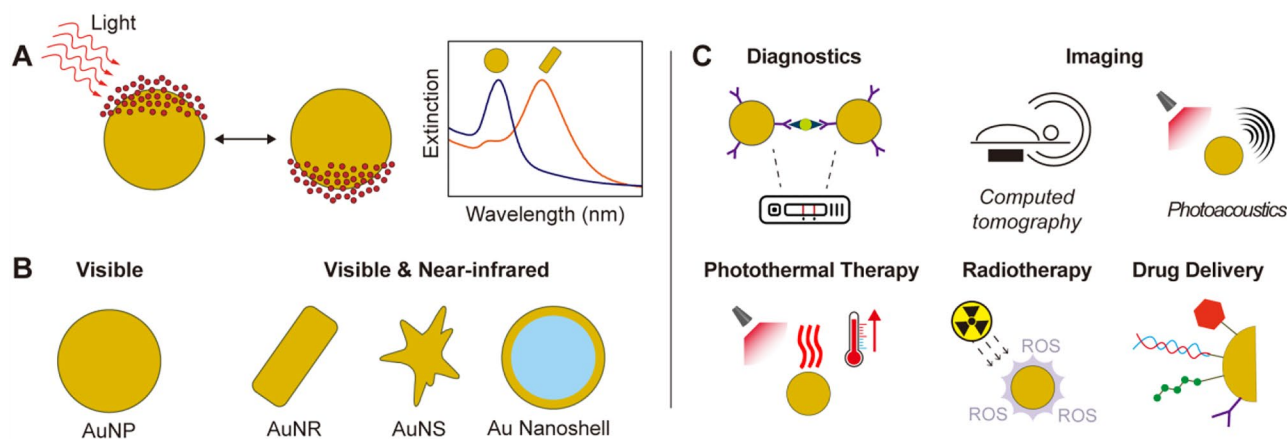 A
Light
Extinction
Wavelength (nm)
B
Visible
Visible & Near-infrared
AuNP
AuNR
AuNS
Au Nanoshell
C
Diagnostics
Imaging
Computed
tomography
Photoacoustics
Photothermal Therapy
Radiotherapy
Drug Delivery
ROS
ROS
ROS